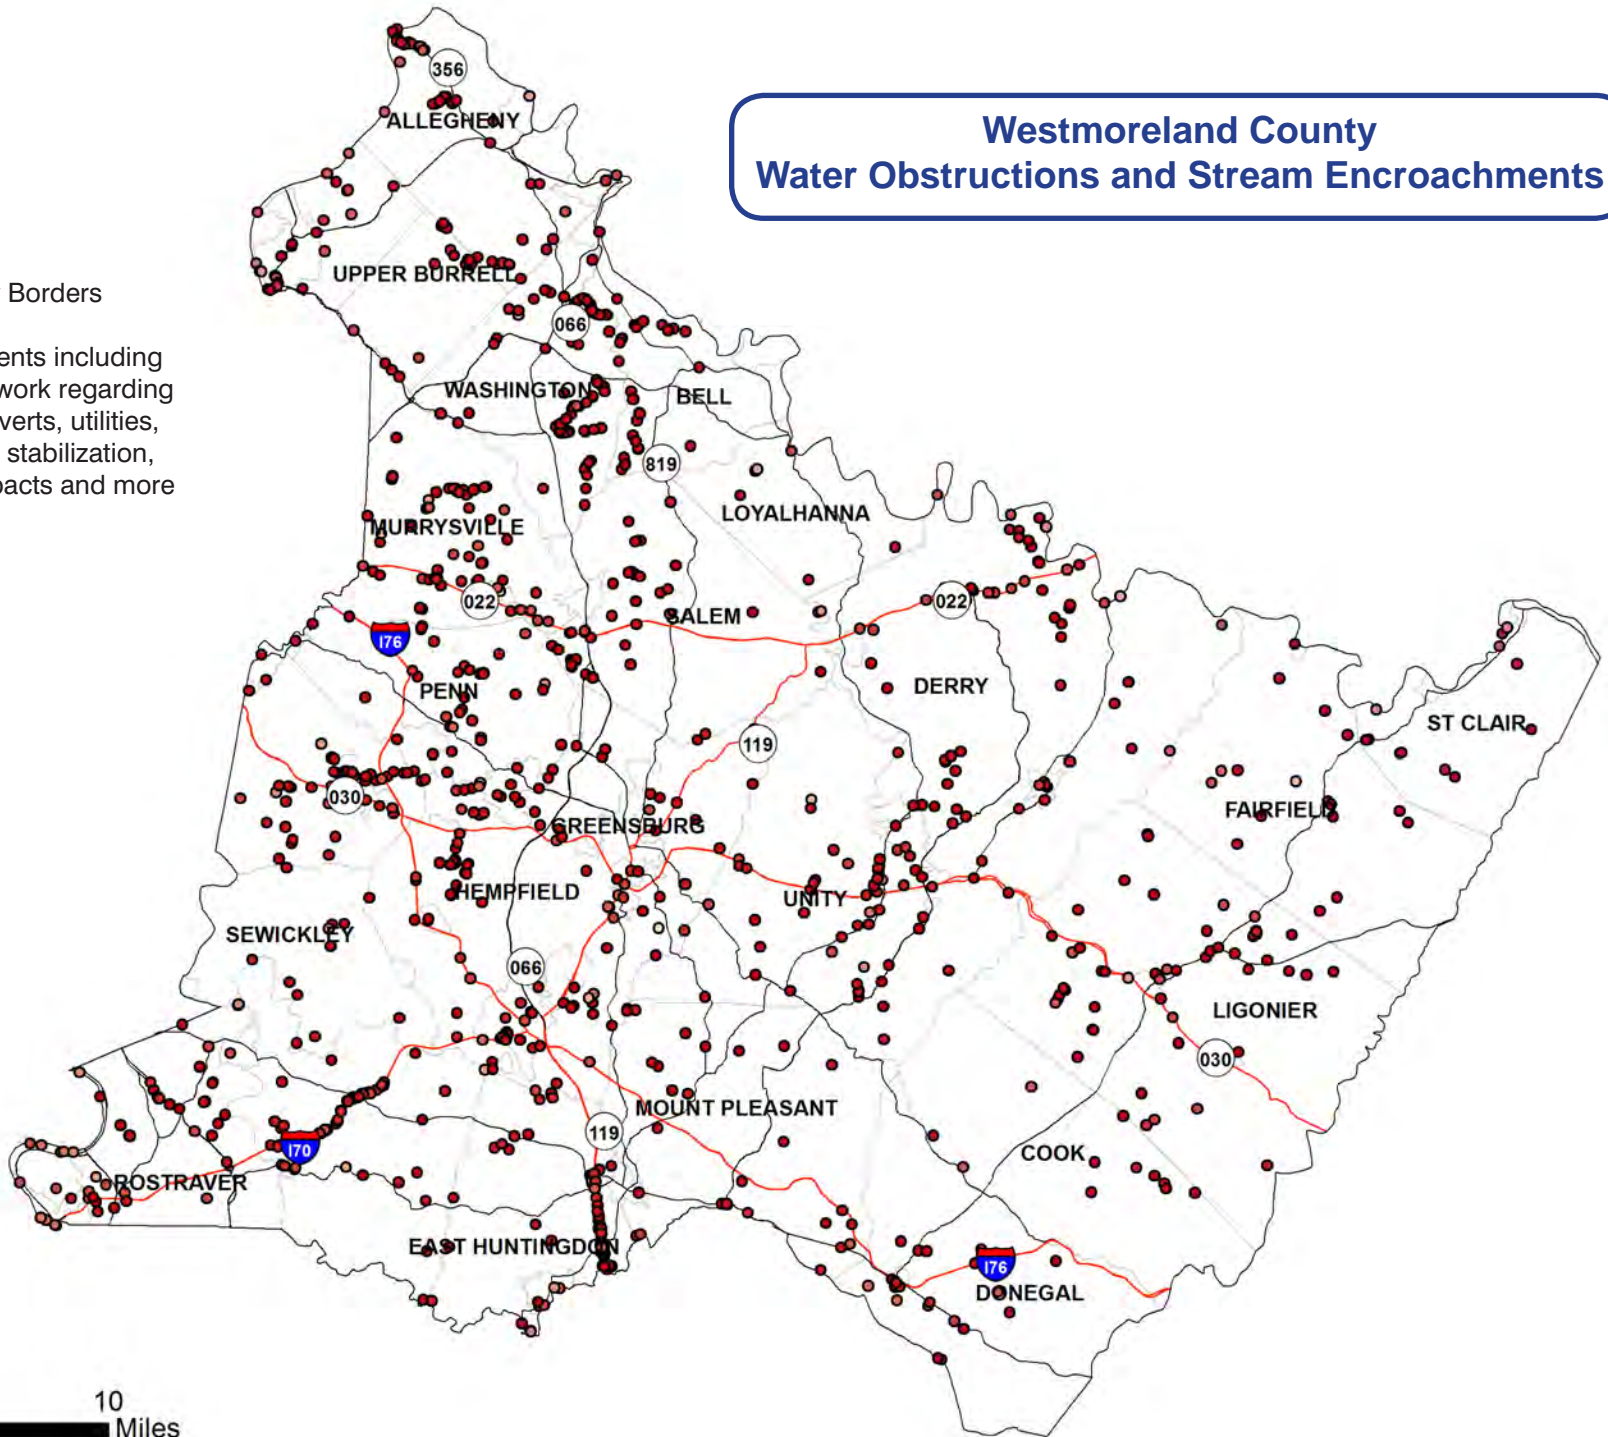 Westmoreland County
Water Obstructions and Stream Encroachments
Borders
ents including
work regarding
verts, utilities,
stabilization,
pacts and more
356
ALLEGHENY
UPPER BURRELL
066
WASHINGTON
BELL
819
LOYALHANNA
MURRYSVILLE
022
022
SALEM
I76
PENN
DERRY
ST CLAIR
119
030
FAIRFIELD
GREENSBURG
HEMPFIELD
UNITY
SEWICKLEY
066
LIGONIER
030
MOUNT PLEASANT
119
I70
COOK
ROSTRAVER
EAST HUNTINGDON
I76
DONEGAL
10
Miles